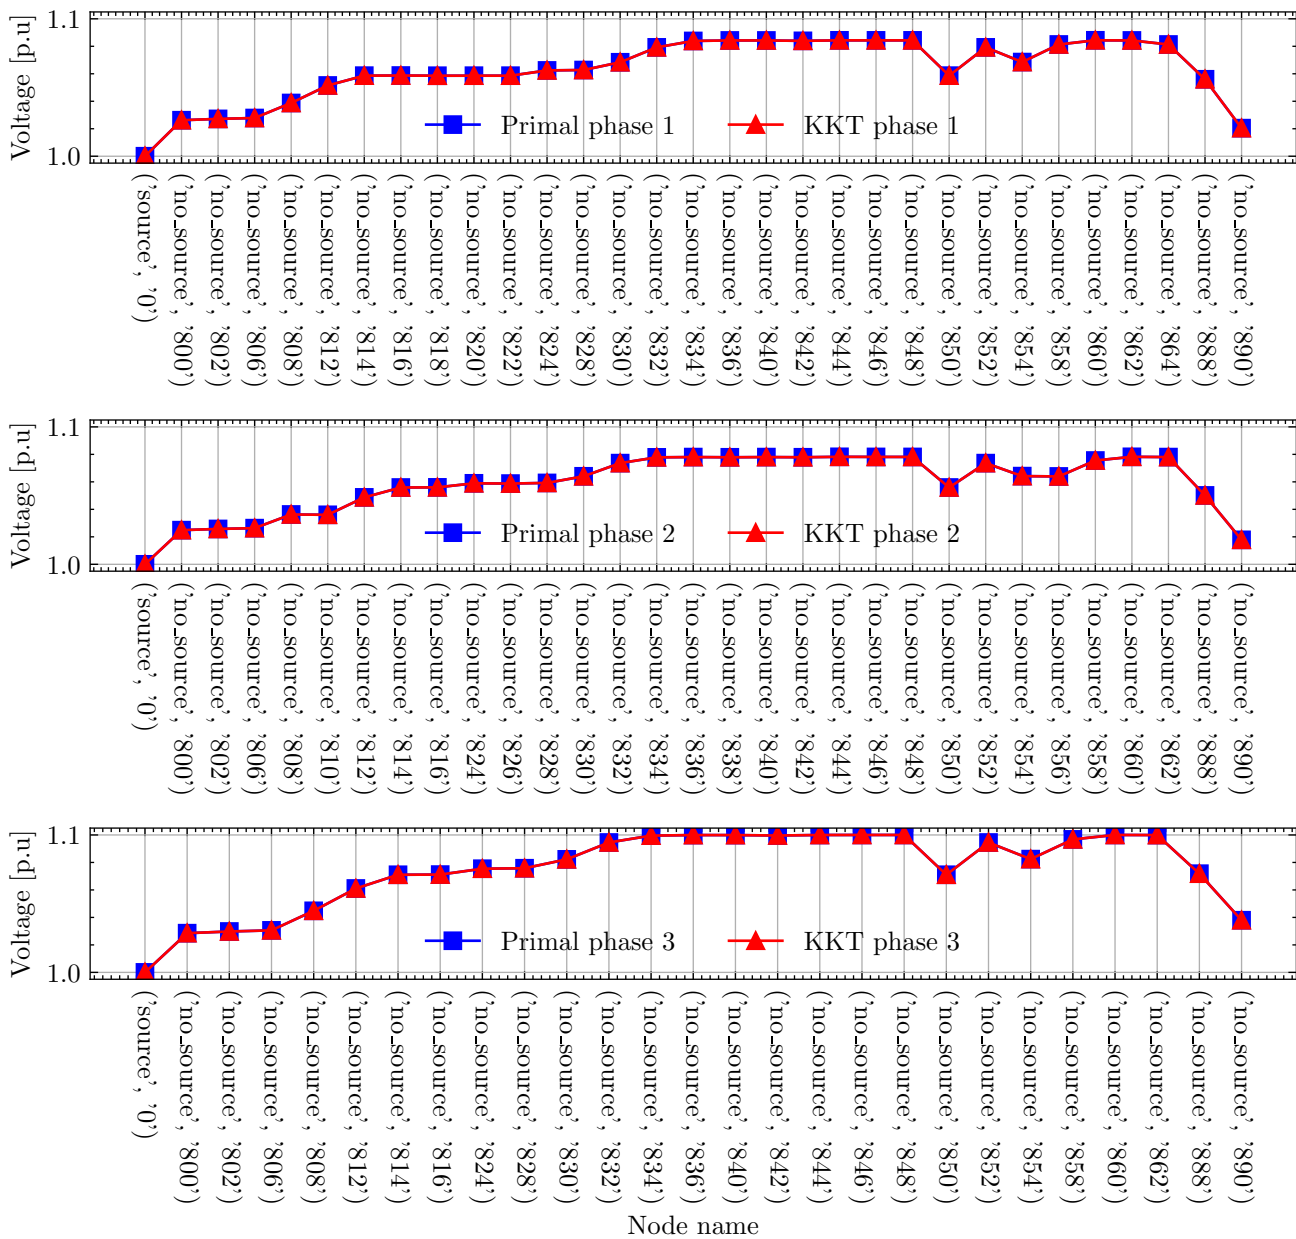 Voltage [p.u]
1.1
1.0
Primal phase 1
KKT phase 1
('source', '0')
('no_source', '800')
('no_source', '802')
('no_source', '806')
('no_source', '808')
('no_source', '812')
('no_source', '814')
('no_source', '816')
('no_source', '818')
('no_source', '820')
('no_source', '822')
('no_source', '824')
('no_source', '828')
('no_source', '830')
('no_source', '832')
('no_source', '834')
('no_source', '836')
('no_source', '840')
('no_source', '842')
('no_source', '844')
('no_source', '846')
('no_source', '848')
('no_source', '850')
('no_source', '852')
('no_source', '854')
('no_source', '858')
('no_source', '860')
('no_source', '862')
('no_source', '864')
('no_source', '888')
('no_source', '890')
Voltage [p.u]
1.1
1.0
Primal phase 2
KKT phase 2
('source', '0')
('no_source', '800')
('no_source', '802')
('no_source', '806')
('no_source', '808')
('no_source', '810')
('no_source', '812')
('no_source', '814')
('no_source', '816')
('no_source', '824')
('no_source', '826')
('no_source', '828')
('no_source', '830')
('no_source', '832')
('no_source', '834')
('no_source', '836')
('no_source', '838')
('no_source', '840')
('no_source', '842')
('no_source', '844')
('no_source', '846')
('no_source', '848')
('no_source', '850')
('no_source', '852')
('no_source', '854')
('no_source', '856')
('no_source', '858')
('no_source', '860')
('no_source', '862')
('no_source', '888')
('no_source', '890')
Voltage [p.u]
1.1
1.0
Primal phase 3
KKT phase 3
('source', '0')
('no_source', '800')
('no_source', '802')
('no_source', '806')
('no_source', '808')
('no_source', '812')
('no_source', '814')
('no_source', '816')
('no_source', '824')
('no_source', '828')
('no_source', '830')
('no_source', '832')
('no_source', '834')
('no_source', '836')
('no_source', '840')
('no_source', '842')
('no_source', '844')
('no_source', '846')
('no_source', '848')
('no_source', '850')
('no_source', '852')
('no_source', '854')
('no_source', '858')
('no_source', '860')
('no_source', '862')
('no_source', '888')
('no_source', '890')
Node name